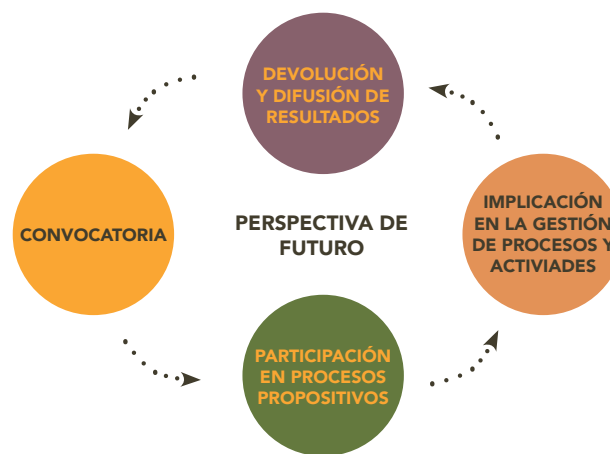 DEVOLUCIÓN
Y DIFUSIÓN DE
RESULTADOS
CONVOCATORIA
PERSPECTIVA DE
FUTURO
IMPLICACIÓN
EN LA GESTIÓN
DE PROCESOS Y
ACTIVIADES
PARTICIPACIÓN
EN PROCESOS
PROPOSITIVOS